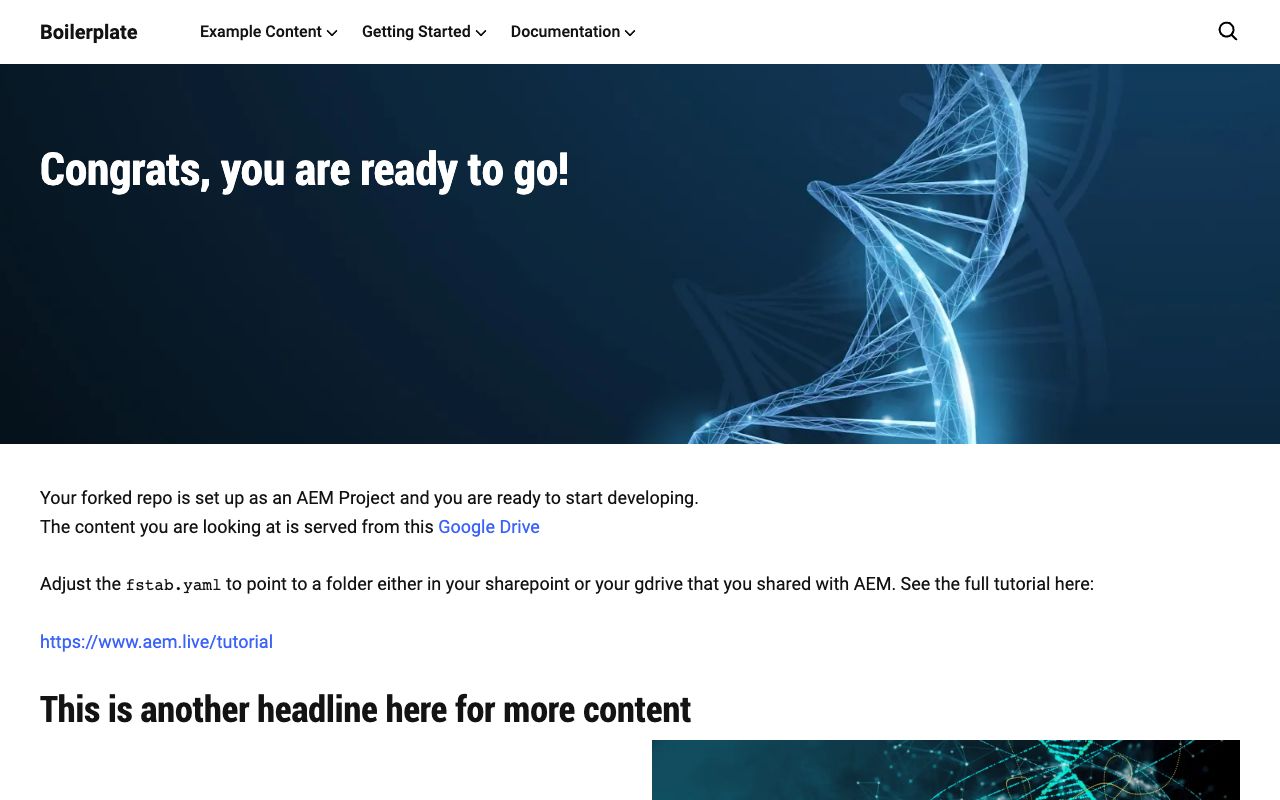 Boilerplate
Example Content
Getting Started
Documentation
Congrats, you are ready to go!
Your forked repo is set up as an AEM Project and you are ready to start developing.
The content you are looking at is served from this Google Drive
Adjust the fstab.yaml to point to a folder either in your sharepoint or your gdrive that you shared with AEM. See the full tutorial here:
https://www.aem.live/tutorial
This is another headline here for more content